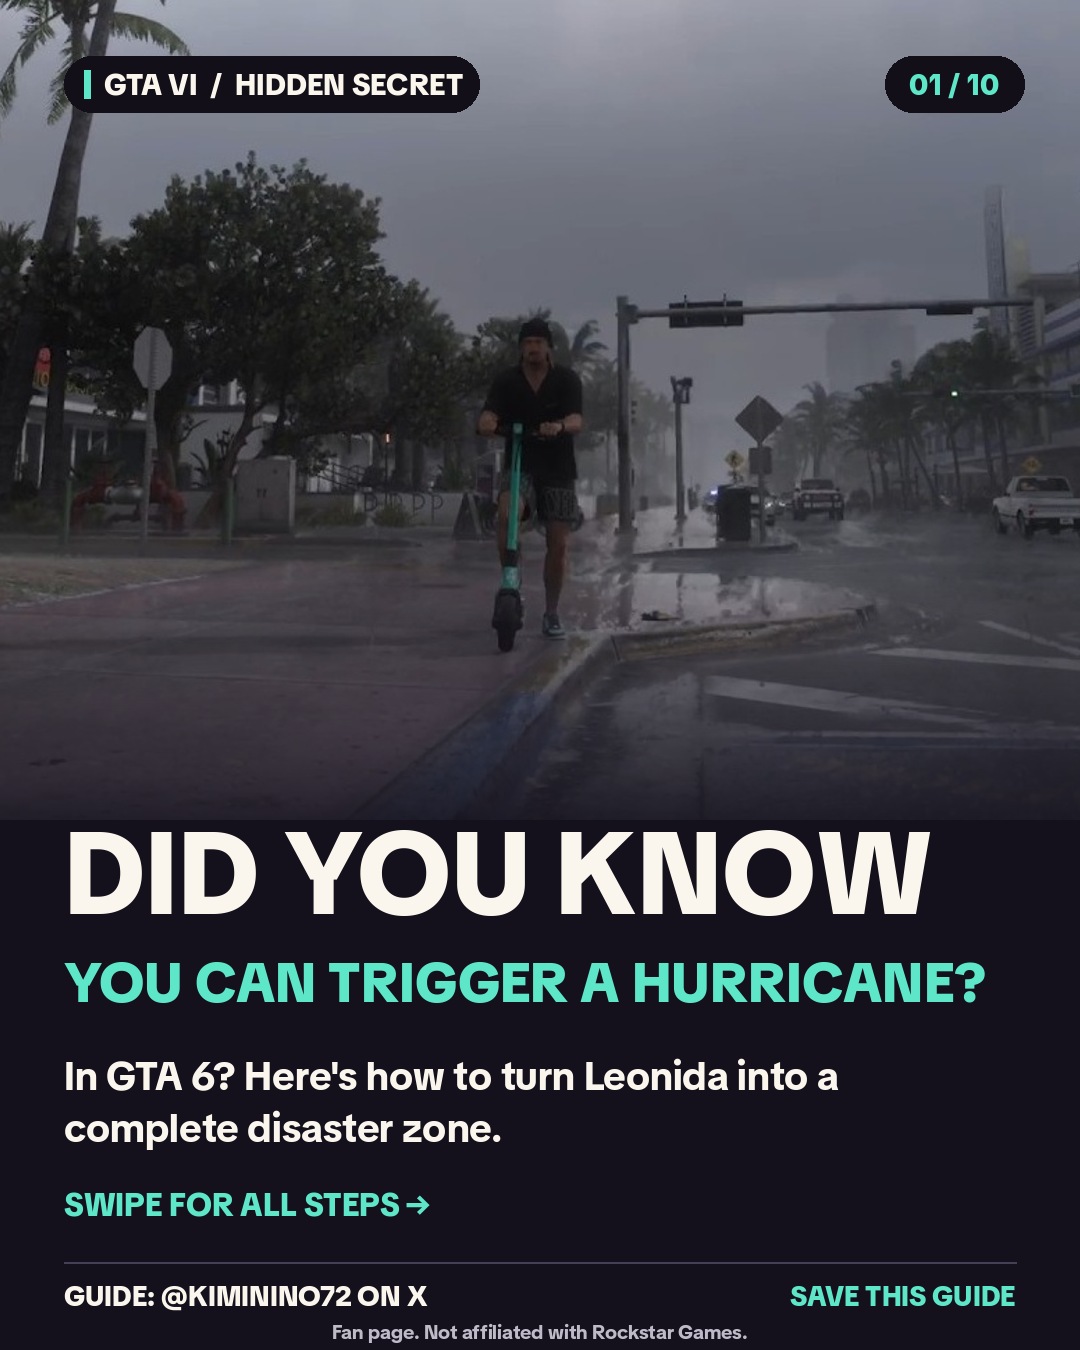 GTA VI / HIDDEN SECRET
01 / 10
DID YOU KNOW
YOU CAN TRIGGER A HURRICANE?
In GTA 6? Here's how to turn Leonida into a
complete disaster zone.
SWIPE FOR ALL STEPS →
GUIDE: @KIMININO72 ON X
SAVE THIS GUIDE
Fan page. Not affiliated with Rockstar Games.